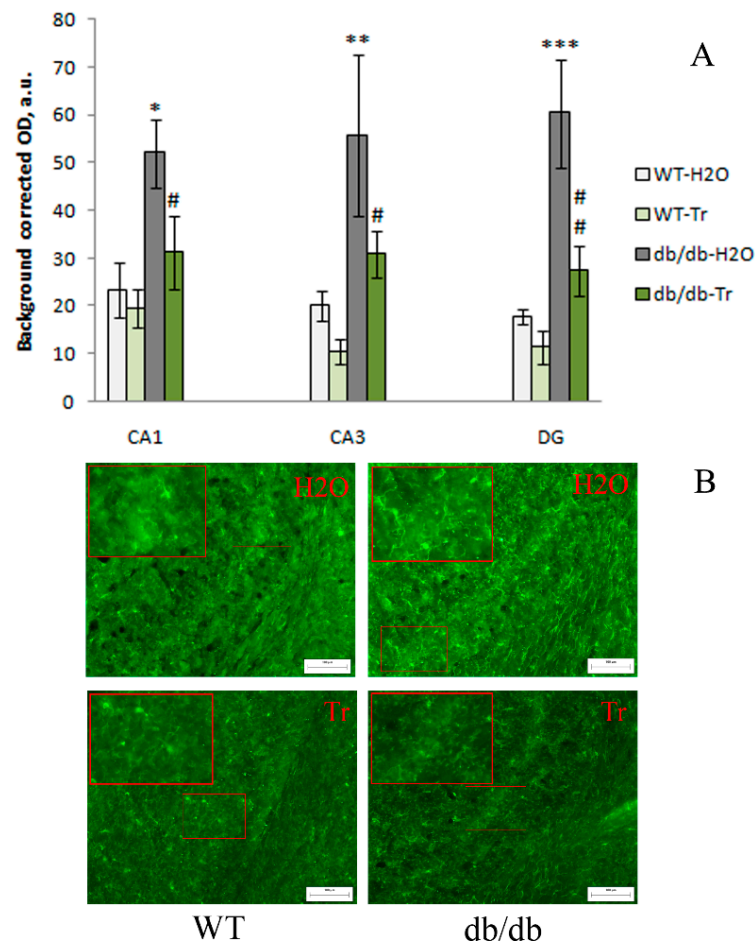 80
70
60
50
40
30
20
10
0
Background corrected OD, a.u.
*
#
**
#
***
#
#
CA1
CA3
DG
A
WT-H2O
WT-Tr
db/db-H2O
db/db-Tr
B
H2O
H2O
Tr
Tr
WT
db/db